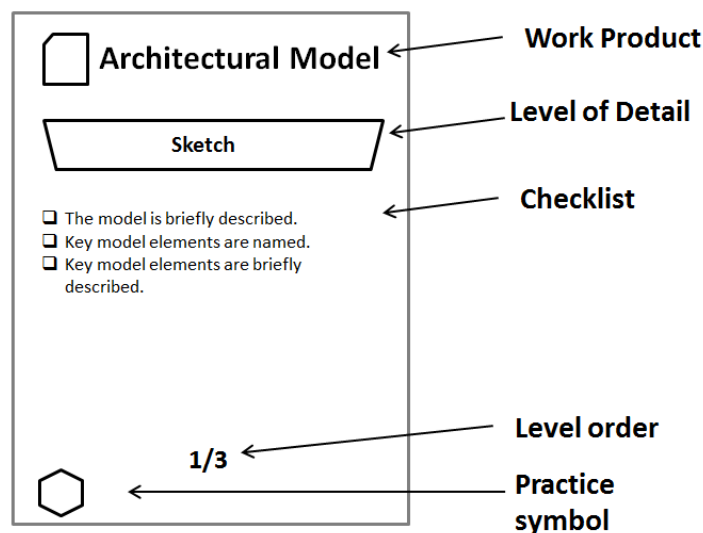 Architectural Model
Work Product
Sketch
Level of Detail
Checklist
The model is briefly described.
Key model elements are named.
Key model elements are briefly
described.
1/3
Level order
Practice
symbol